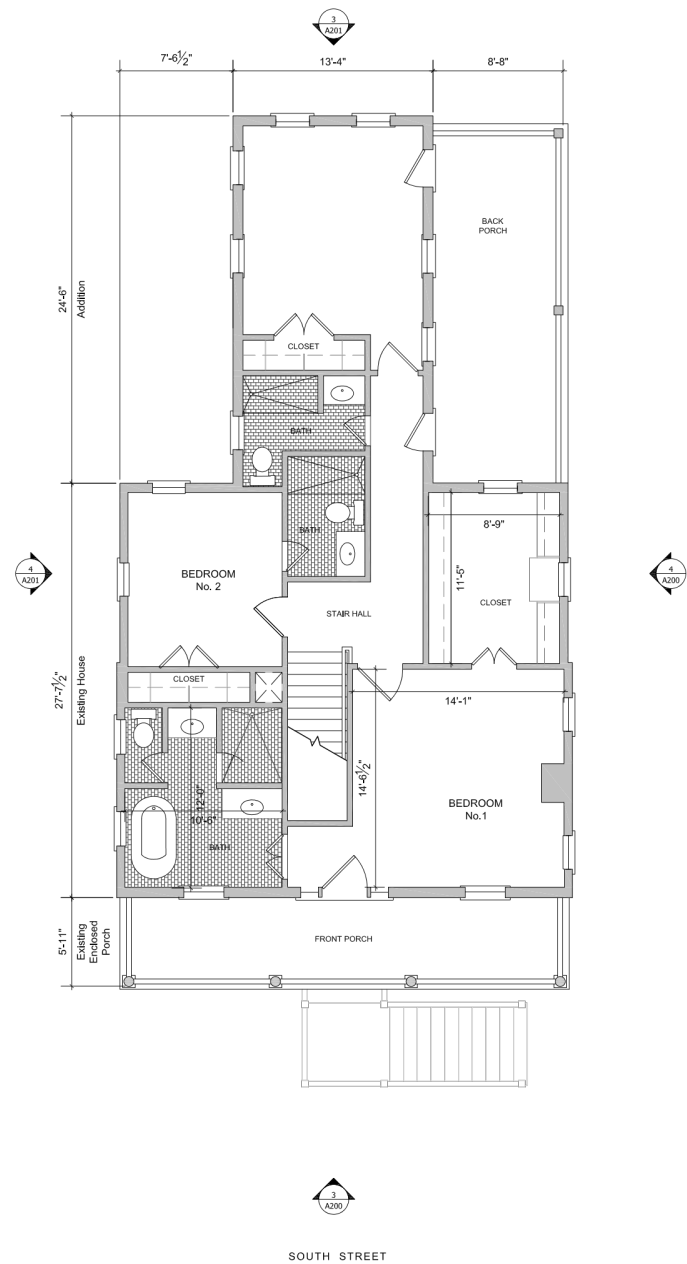 3
A201
7'-6½"
13'-4"
8'-8"
BACK
PORCH
24'-6"
Addition
CLOSET
BATH
BATH
8'-9"
11'-5"
CLOSET
4
A201
4
A200
BEDROOM
No. 2
STAIR HALL
CLOSET
27'-7½"
Existing House
14'-1"
14'-6½"
12'-0"
10'-6"
BEDROOM
No.1
BATH
5'-11"
Existing
Enclosed
Porch
FRONT PORCH
3
A200
SOUTH STREET